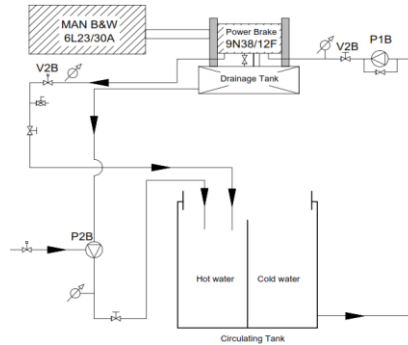 MAN B&W
6L23/30A
Power Brake
9N38/12F
Drainage Tank
V2B
V2B
P1B
P2B
Hot water
Cold water
Circulating Tank